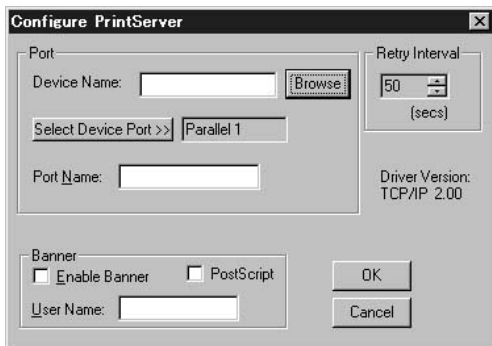 Configure PrintServer
Port
Device Name:
Browse
Select Device Port >>
Parallel 1
Port Name:
Retry Interval
50
(secs)
Driver Version:
TCP/IP 2.00
Banner
Enable Banner
PostScript
User Name:
OK
Cancel